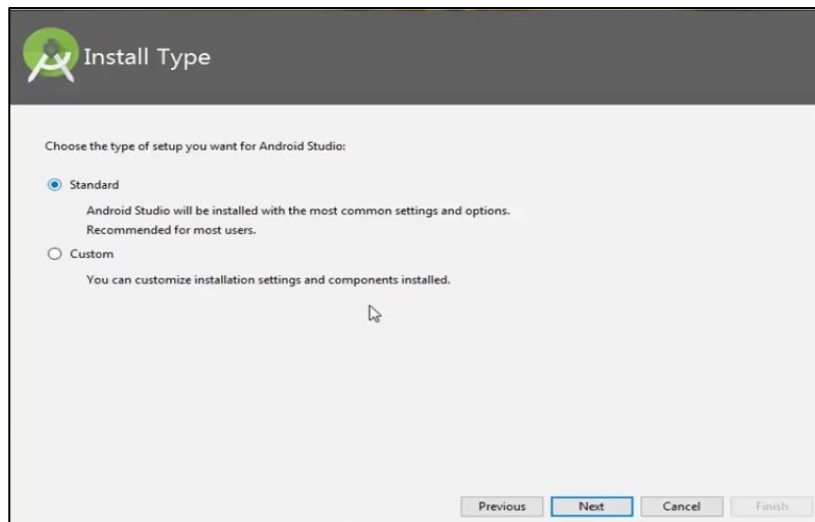 Install Type
Choose the type of setup you want for Android Studio:
Standard
Android Studio will be installed with the most common settings and options.
Recommended for most users.
Custom
You can customize installation settings and components installed.
Previous Next Cancel Finish